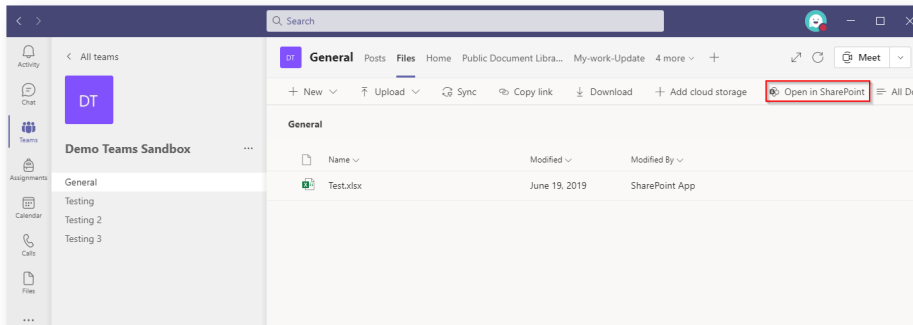 Search
Activity
Chat
Teams
Assignments
Calendar
Calls
Files
All teams
DT
Demo Teams Sandbox
General
Testing
Testing 2
Testing 3
DT General Posts Files Home Public Document Libra... My-work-Update 4 more Meet
New Upload Sync Copy link Download Add cloud storage Open in SharePoint All Do
General
Name Modified Modified By
Test.xlsx June 19, 2019 SharePoint App